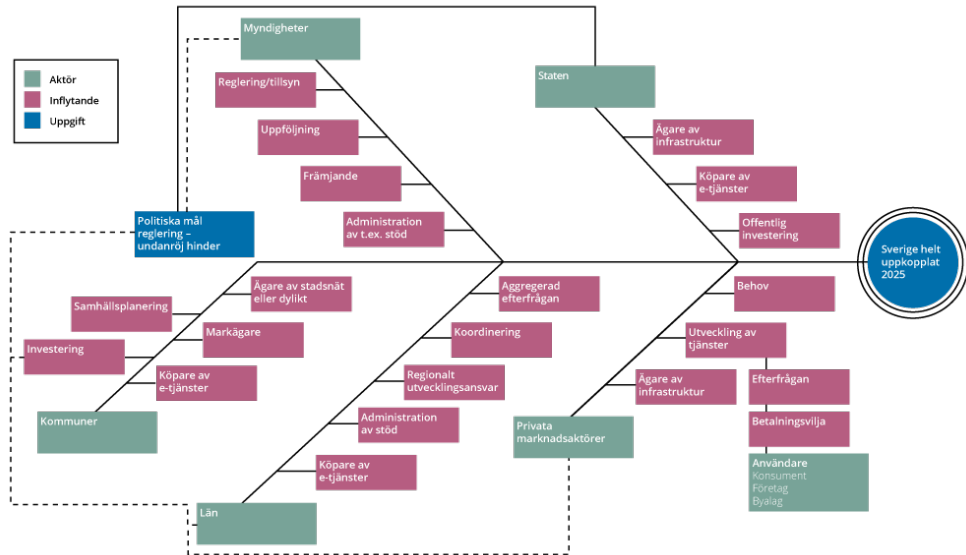 Aktör
Inflytande
Uppgift
Myndigheter
Reglering/tillsyn
Uppföljning
Främjande
Administration
av t.ex. stöd
Staten
Ägare av
infrastruktur
Köpare av
e-tjänster
Offentlig
investering
Politiska mål
reglering –
undanröj hinder
Sverige helt
uppkopplat
2025
Ägare av stadsnät
eller dylikt
Samhällsplanering
Markägare
Investering
Köpare av
e-tjänster
Kommuner
Aggregerad
efterfrågan
Koordinering
Regionalt
utvecklingsansvar
Administration
av stöd
Köpare av
e-tjänster
Län
Behov
Utveckling av
tjänster
Ägare av
infrastruktur
Privata
marknadsaktörer
Efterfrågan
Betalningsvilja
Användare
Konsument
Företag
Byalag